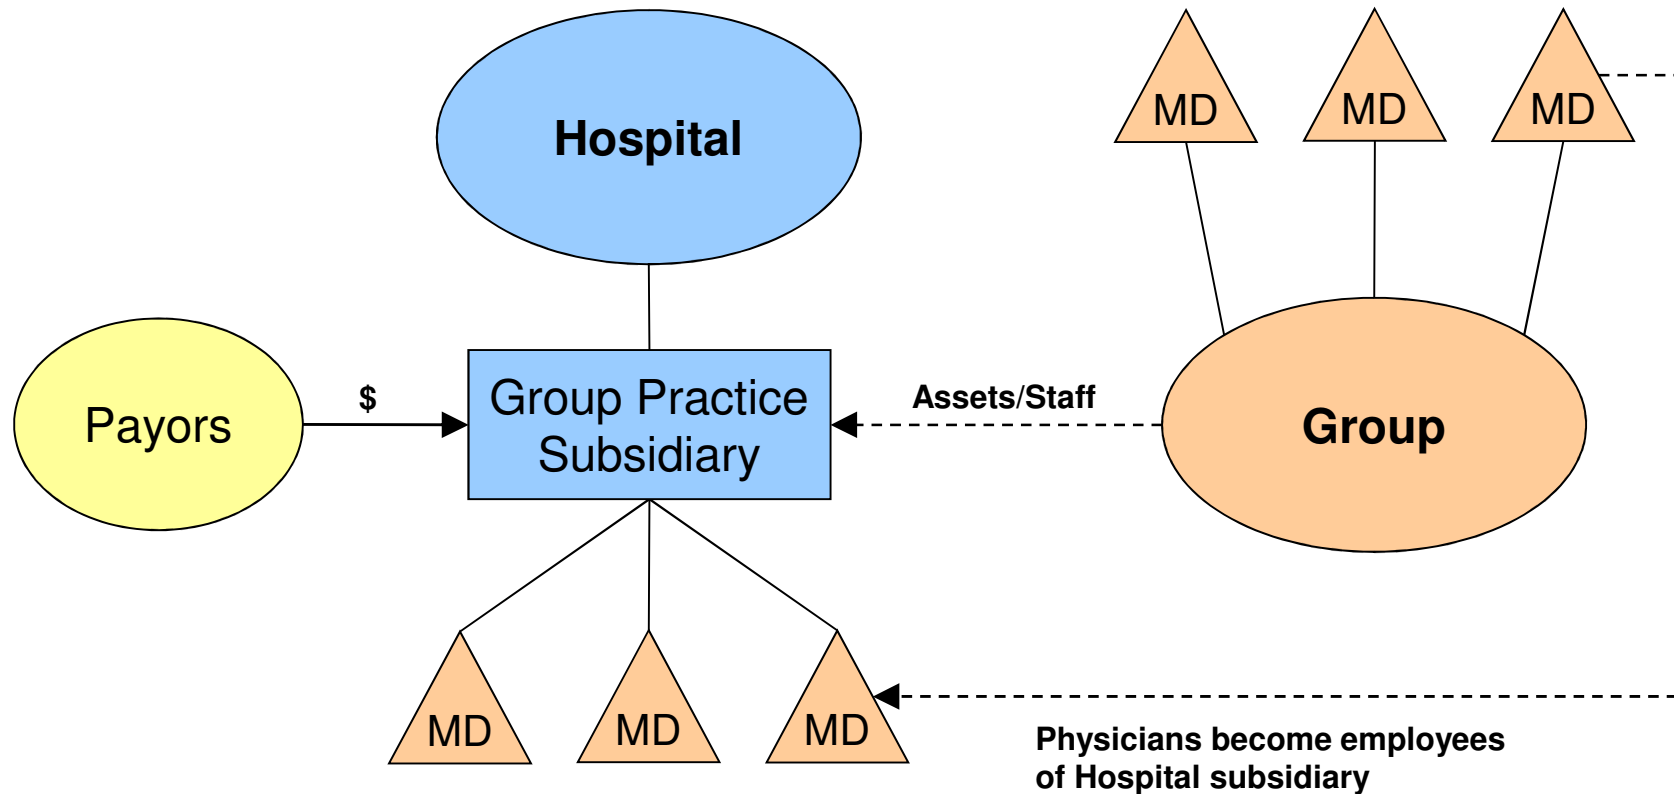 MD
MD
MD
Hospital
Payors
$
Group Practice
Subsidiary
Assets/Staff
Group
MD
MD
MD
Physicians become employees
of Hospital subsidiary